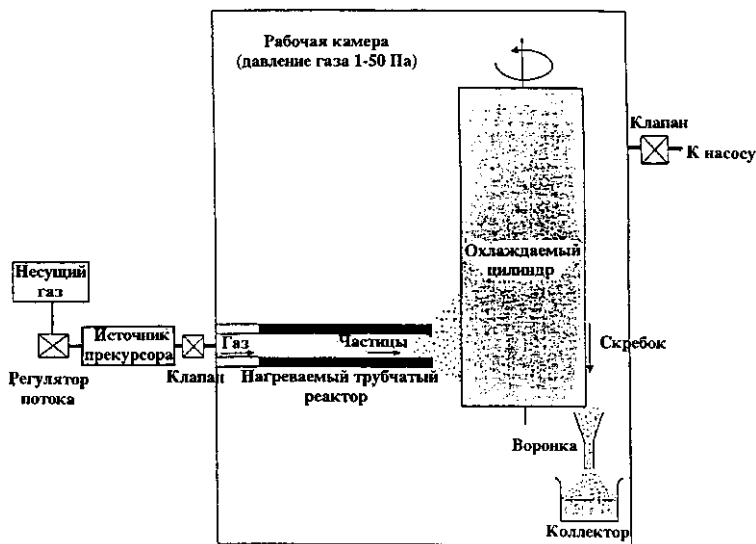 Рабочая камера
(давление газа 1-50 Па)
Клапан
К насосу
Охлаждаемый
цилиндр
Несущий
газ
Источник
прекурсора
Газ
Частицы
Скребок
Регулятор
потока
Клапан
Нагреваемый трубчатый
реактор
Воронка
Коллектор